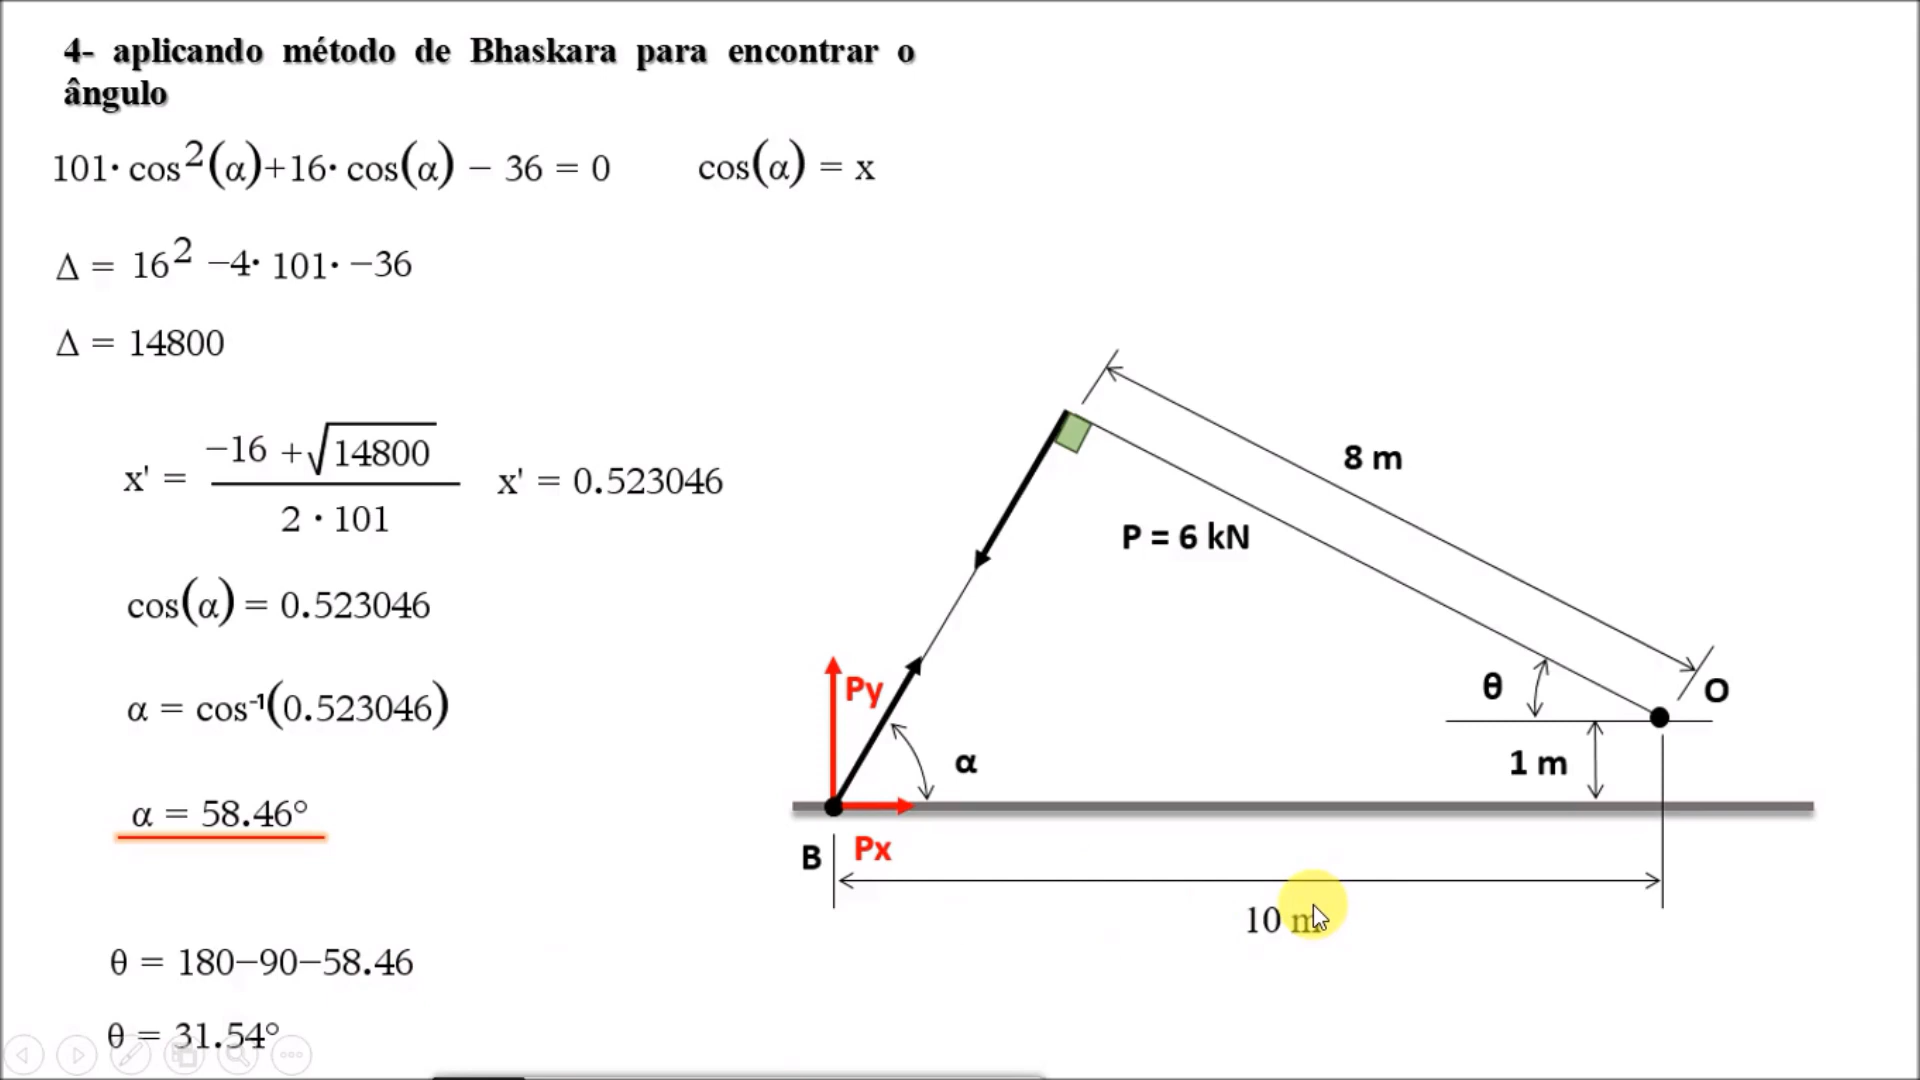 4- aplicando método de Bhaskara para encontrar o
ângulo
101· cos²(α)+16· cos(α) − 36 = 0
cos(α) = x
Δ = 16² −4· 101· −36
Δ = 14800
x' = (−16 +√14800) / (2 · 101)
x' = 0.523046
cos(α) = 0.523046
α = cos⁻¹(0.523046)
α = 58.46°
θ = 180−90−58.46
θ = 31.54°
8 m
P = 6 kN
θ
O
Py
α
1 m
B
Px
10 m